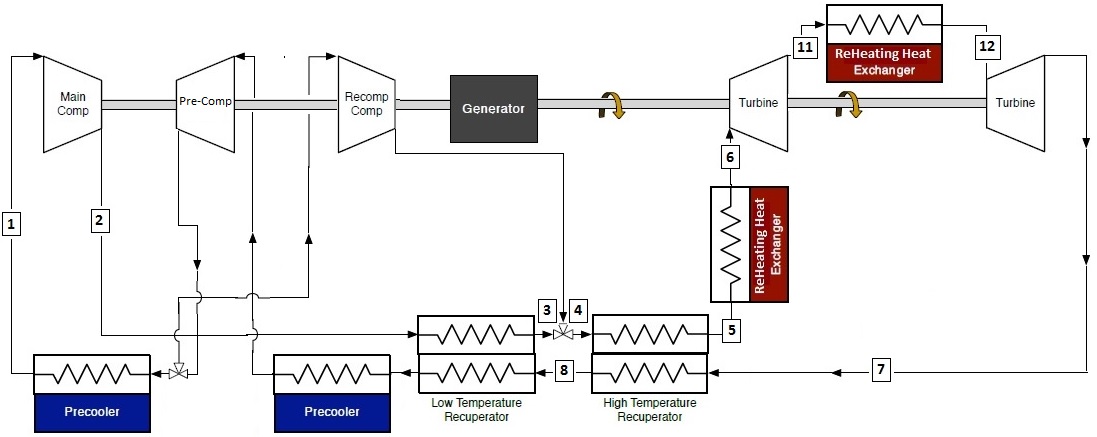 11
ReHeating Heat
Exchanger
12
Main
Comp
Pre-Comp
Recomp
Comp
Generator
Turbine
Turbine
6
1
2
ReHeating Heat
Exchanger
3
4
5
8
7
Precooler
Precooler
Low Temperature
Recuperator
High Temperature
Recuperator